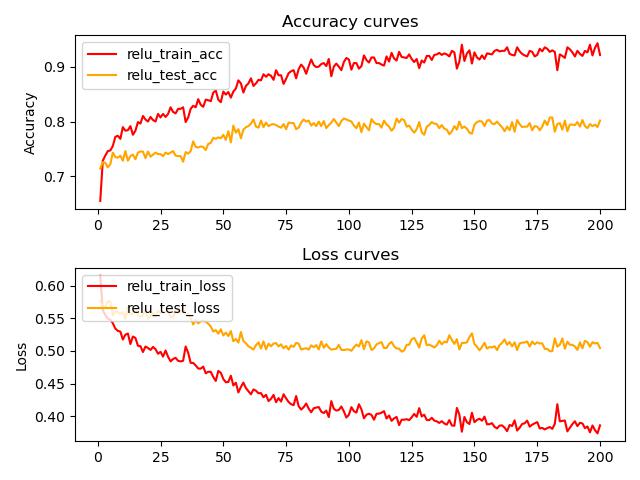 Accuracy curves
relu_train_acc
relu_test_acc
Accuracy
0.9
0.8
0.7
0 25 50 75 100 125 150 175 200
Loss curves
relu_train_loss
relu_test_loss
Loss
0.60
0.55
0.50
0.45
0.40
0 25 50 75 100 125 150 175 200